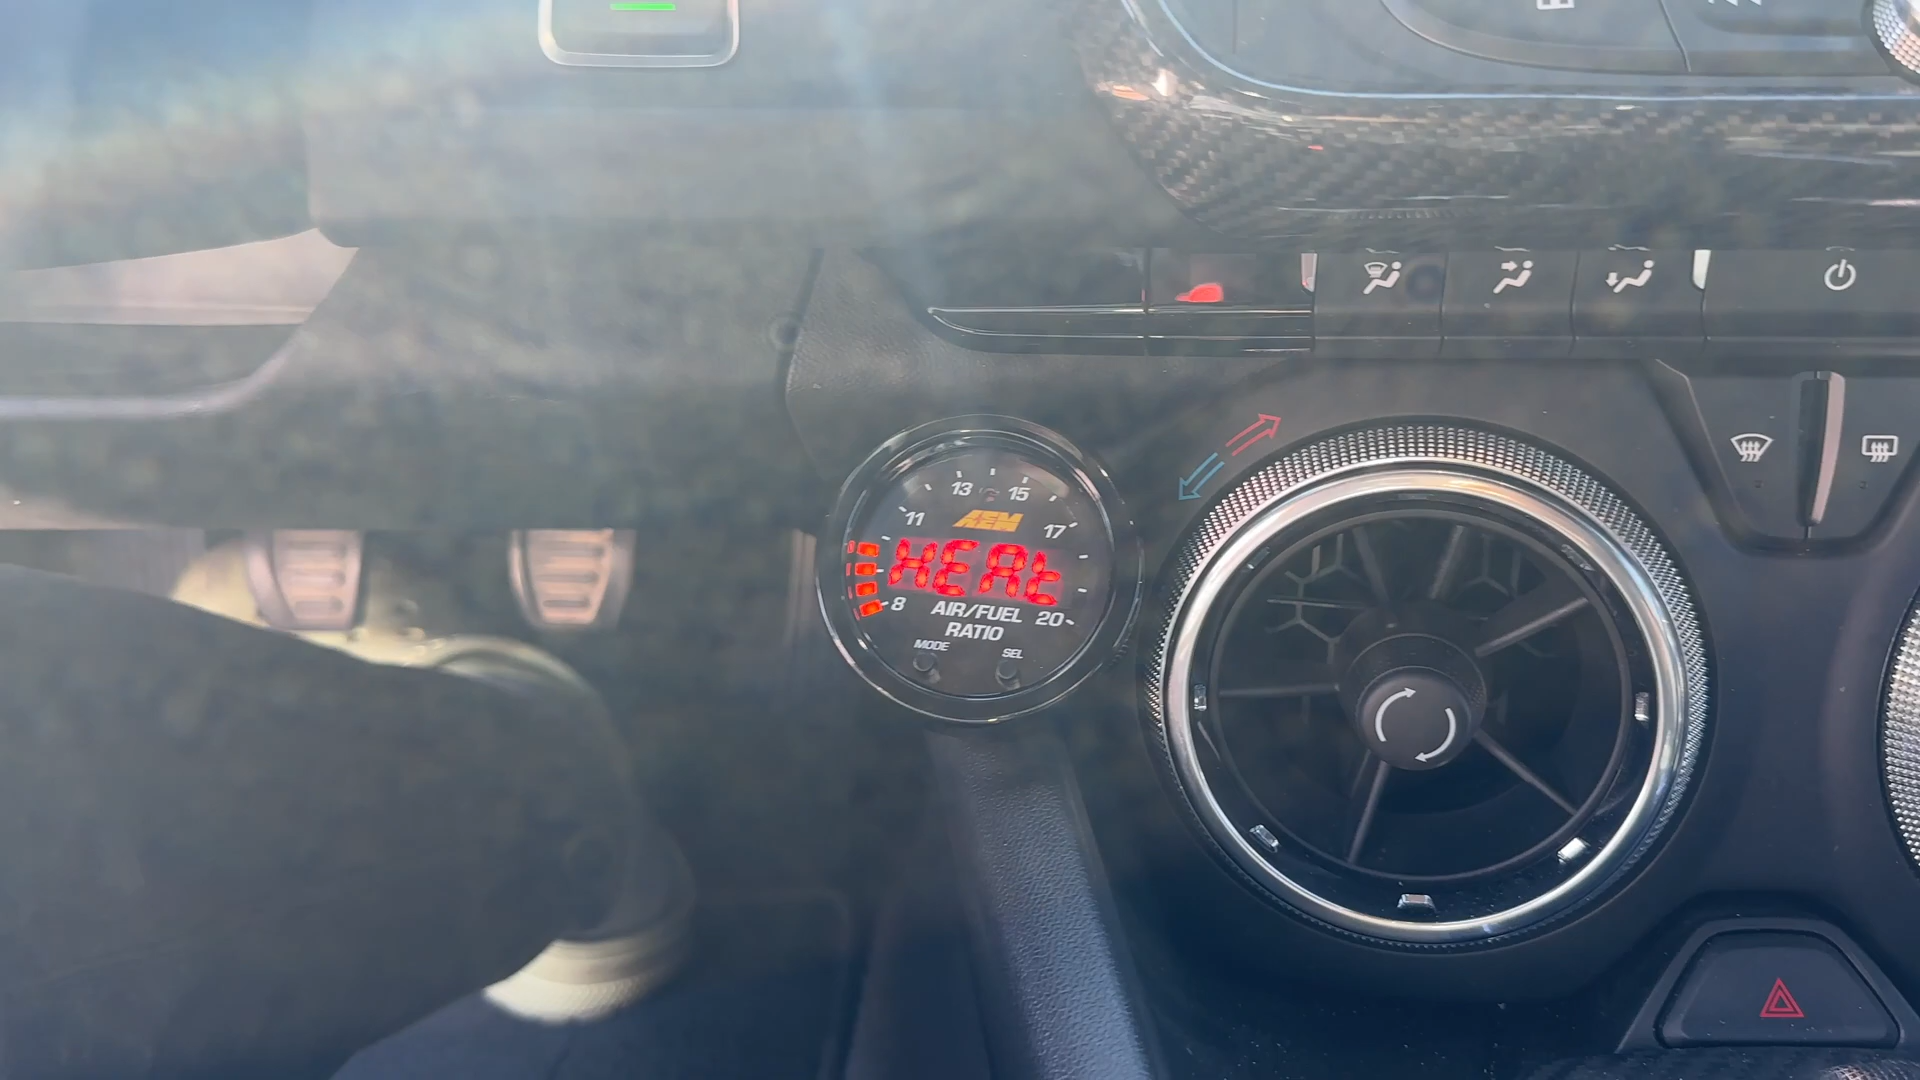 13 15
11 17
AEM
HEAt
8 AIR/FUEL 20
RATIO
MODE SEL